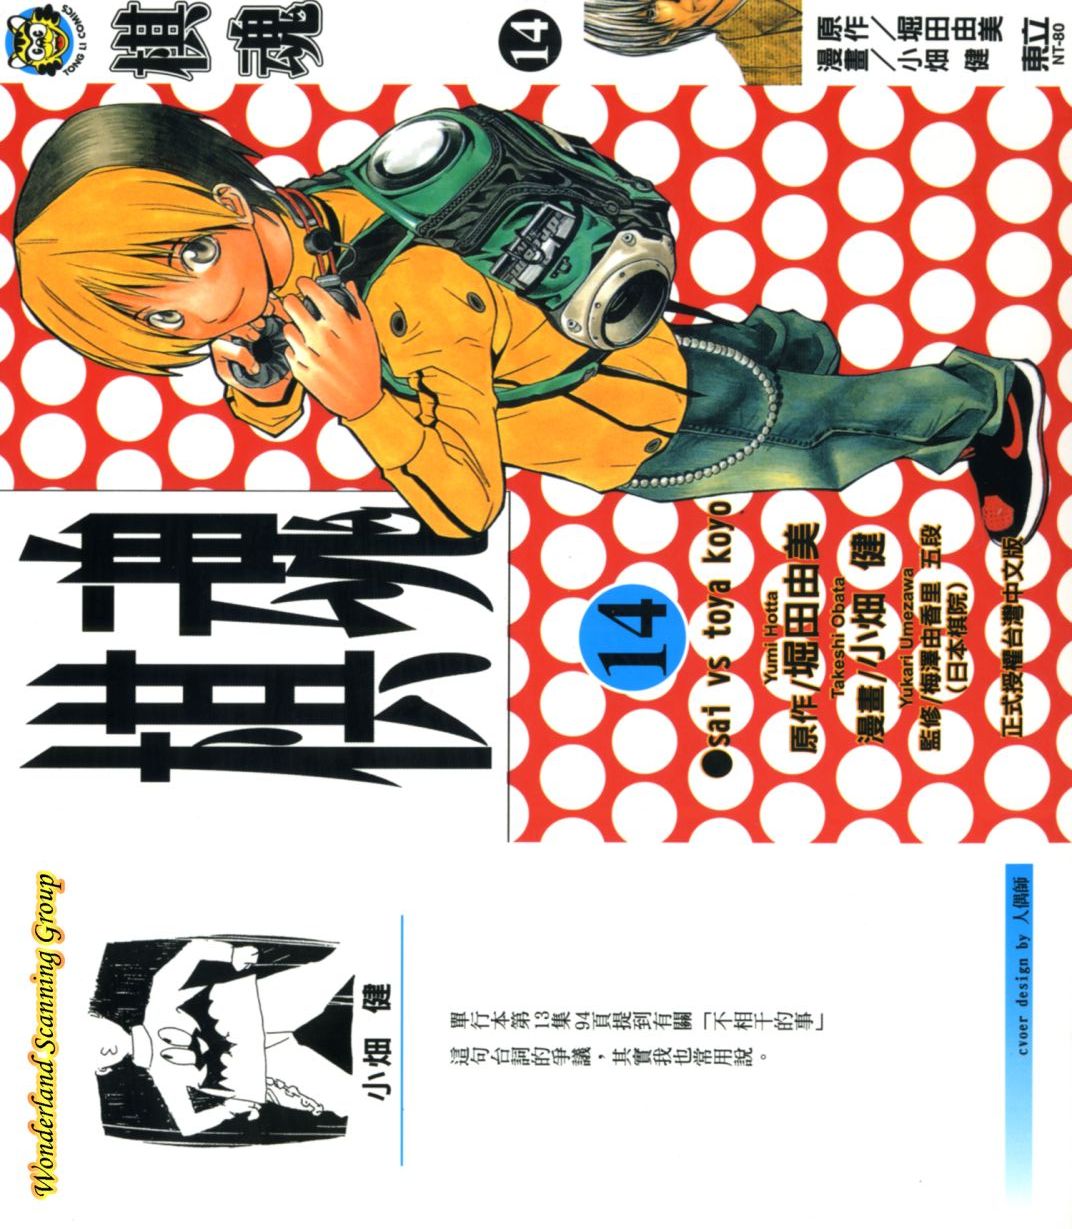 TONG LI COMICS
棋魂
14
原作/堀田由美
漫畫/小畑 健
東立
NT-80
棋魂
14
●sai vs toya koyo
Yumi Hotta
原作/堀田由美
Takeshi Obata
漫畫/小畑 健
Yukari Umezawa
監修/梅澤由香里 五段
(日本棋院)
正式授權台灣中文版
Wonderland Scanning Group
小畑 健
單行本第13集94頁提到有關「不相干的事」
這句台詞的爭議,其實我也常用說。
cvoer design by 人偶師